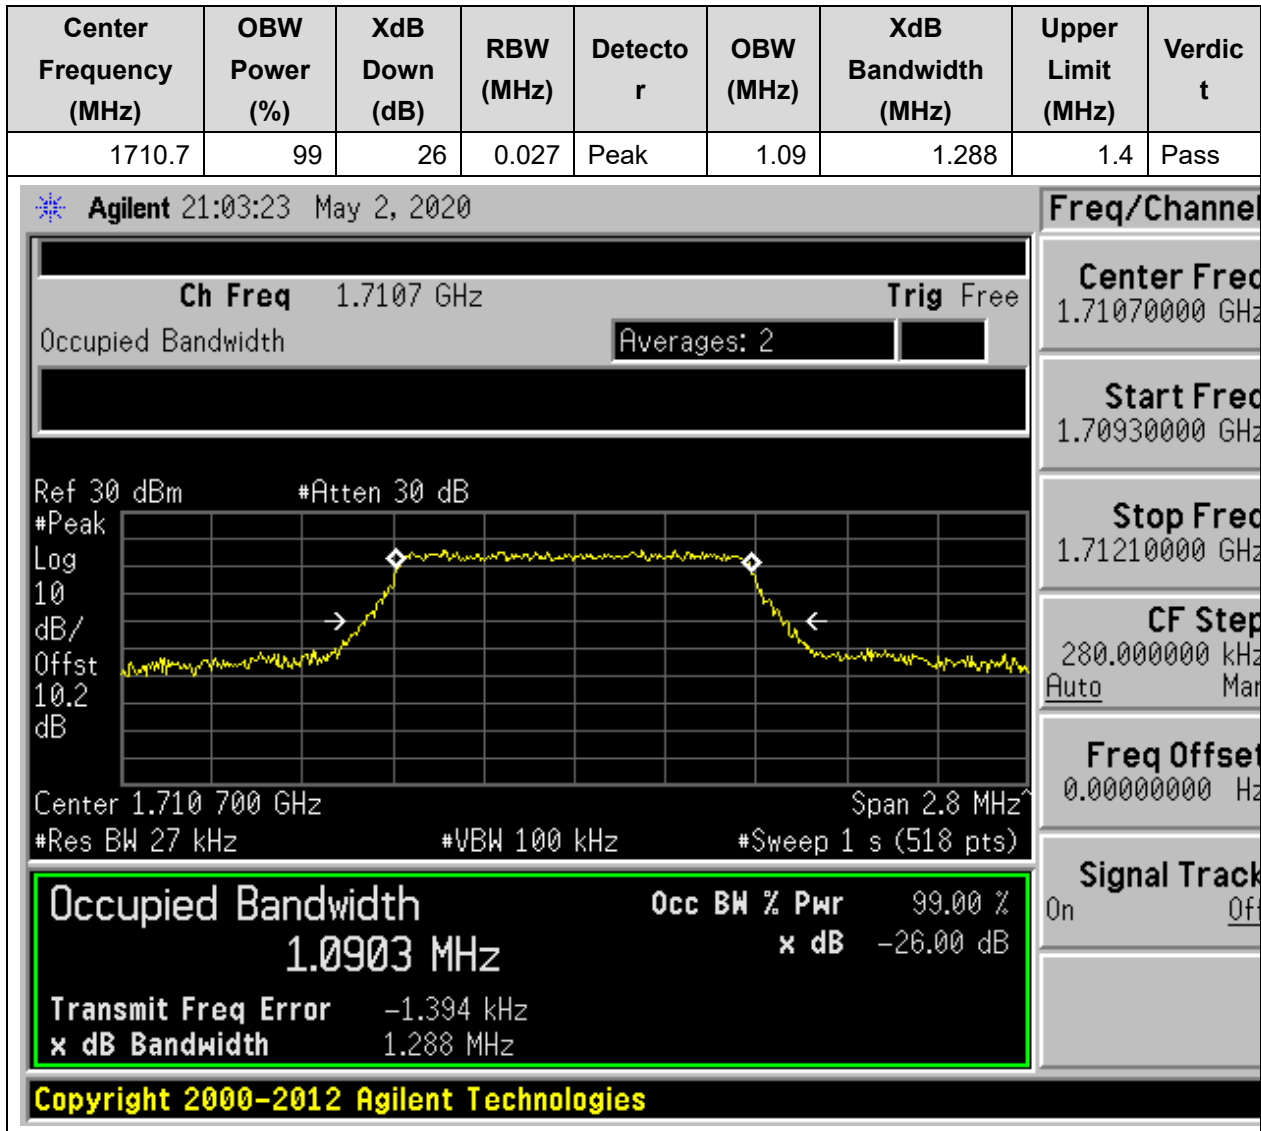 Center Frequency (MHz) OBW Power (%) XdB Down (dB) RBW (MHz) Detecto r OBW (MHz) XdB Bandwidth (MHz) Upper Limit (MHz) Verdic t
1710.7 99 26 0.027 Peak 1.09 1.288 1.4 Pass
Agilent 21:03:23 May 2, 2020
Freq/Channel
Ch Freq 1.7107 GHz Trig Free
Occupied Bandwidth Averages: 2
Center Freq
1.71070000 GHz
Start Freq
1.70930000 GHz
Stop Freq
1.71210000 GHz
CF Step
280.000000 kHz
Auto Man
Freq Offset
0.00000000 Hz
Signal Track
On Off
Ref 30 dBm #Atten 30 dB
#Peak
Log
10
dB/
Offst
10.2
dB
Center 1.710 700 GHz Span 2.8 MHz^
#Res BW 27 kHz #VBW 100 kHz #Sweep 1 s (518 pts)
Occupied Bandwidth Occ BW % Pwr 99.00 %
1.0903 MHz x dB -26.00 dB
Transmit Freq Error -1.394 kHz
x dB Bandwidth 1.288 MHz
Copyright 2000-2012 Agilent Technologies